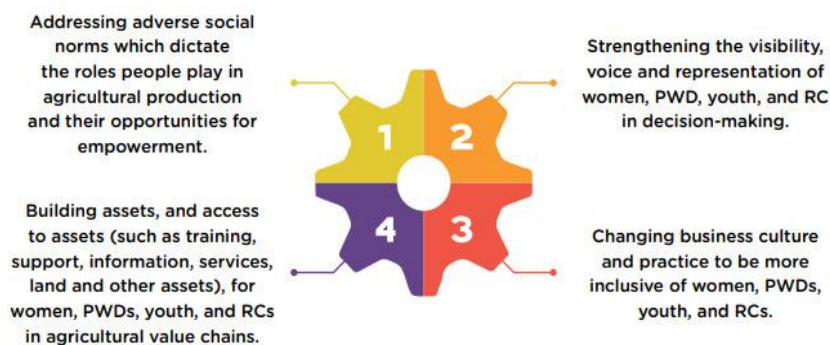 Addressing adverse social
norms which dictate
the roles people play in
agricultural production
and their opportunities for
empowerment.
1
2
Strengthening the visibility,
voice and representation of
women, PWD, youth, and RC
in decision-making.
Building assets, and access
to assets (such as training,
support, information, services,
land and other assets), for
women, PWDs, youth, and RCs
in agricultural value chains.
4
3
Changing business culture
and practice to be more
inclusive of women, PWDs,
youth, and RCs.